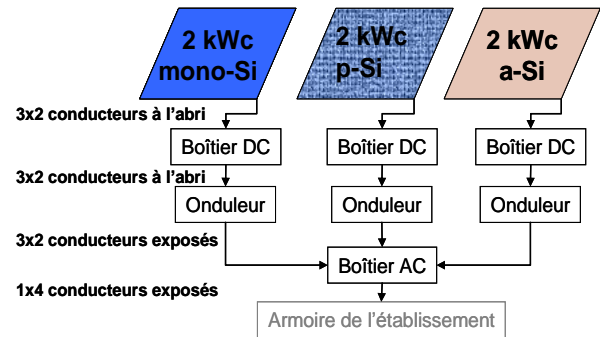 2 kWc
mono-Si
2 kWc
p-Si
2 kWc
a-Si
3x2 conducteurs à l'abri
Boîtier DC
Boîtier DC
Boîtier DC
3x2 conducteurs à l'abri
Onduleur
Onduleur
Onduleur
3x2 conducteurs exposés
Boîtier AC
1x4 conducteurs exposés
Armoire de l'établissement